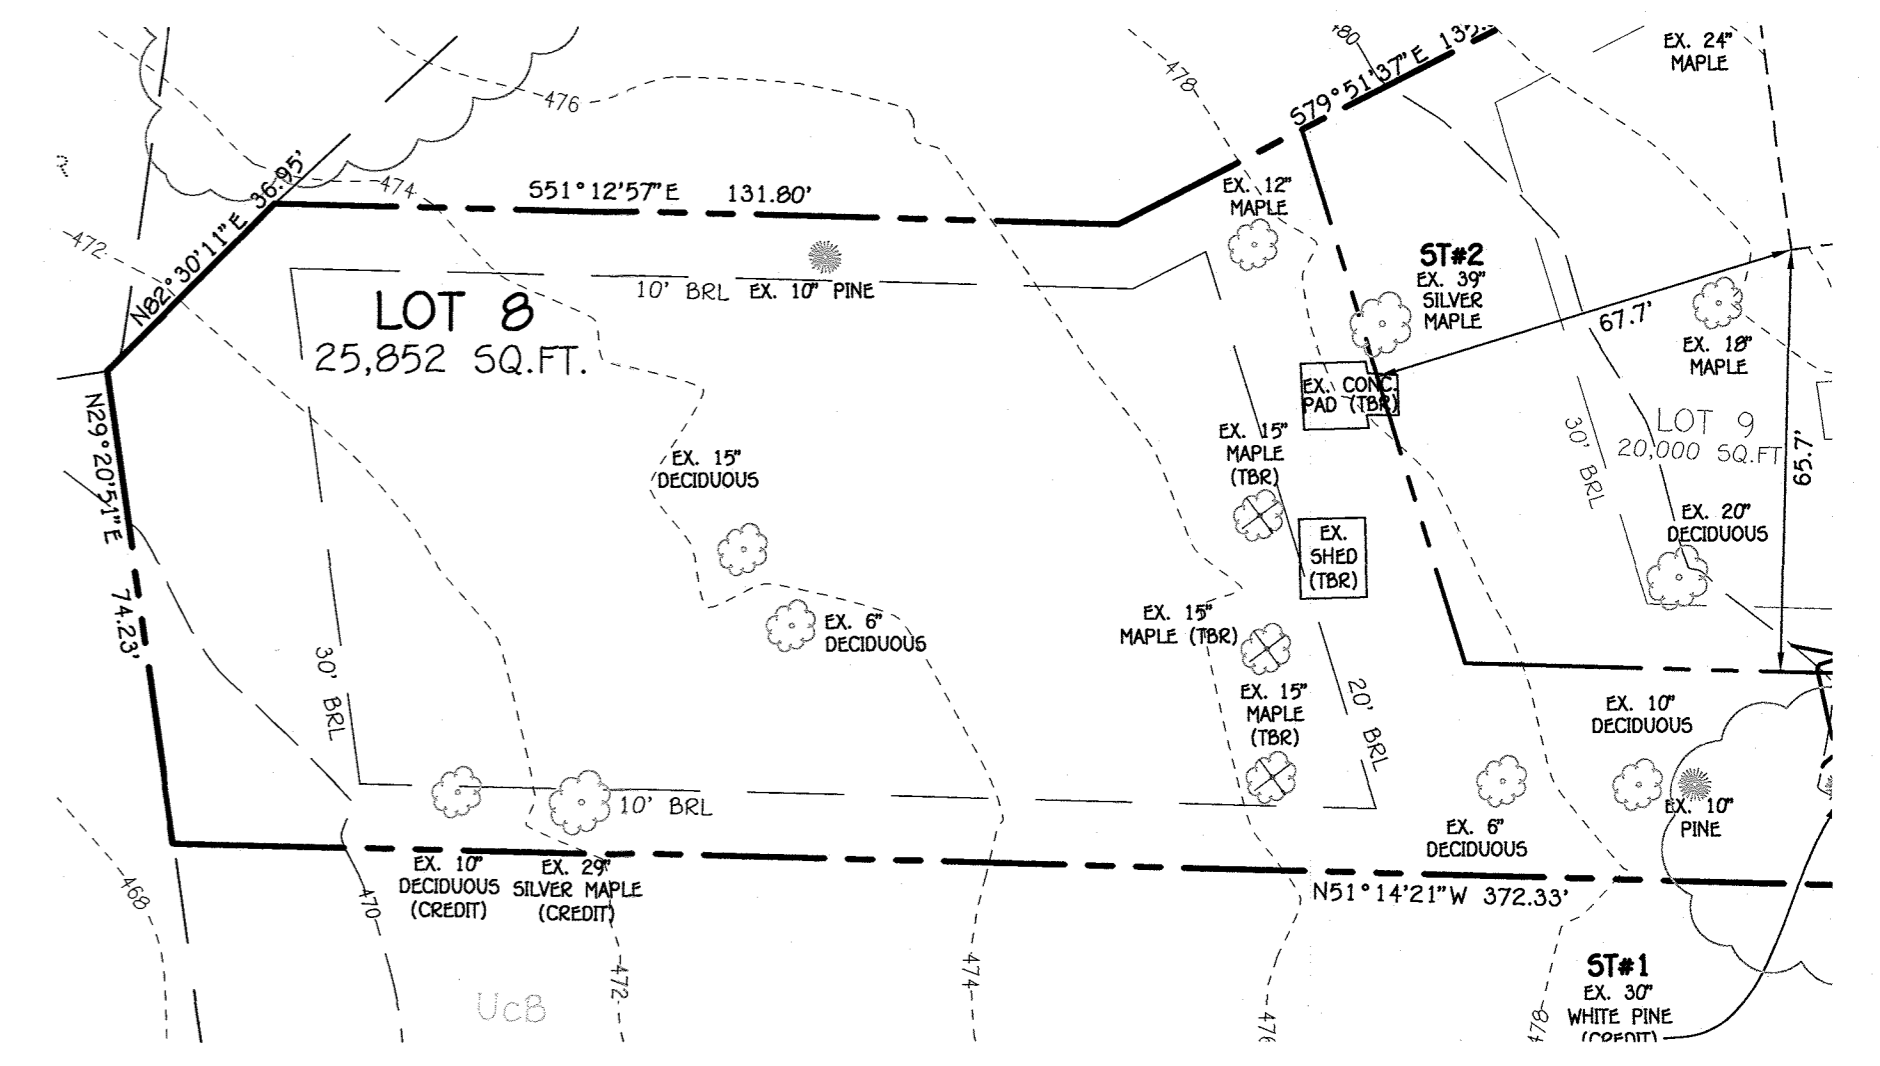 480
S79°51'37"E
EX. 24"
MAPLE
476
478
N82°30'11"E 36.95'
474
S51°12'57"E 131.80'
EX. 12"
MAPLE
472
ST#2
EX. 39"
SILVER
MAPLE
10' BRL
EX. 10" PINE
LOT 8
25,852 SQ.FT.
67.7'
EX. 18"
MAPLE
EX. CONC.
PAD (TBR)
N29°20'51"E 74.23'
EX. 15"
MAPLE
(TBR)
30' BRL
LOT 9
20,000 SQ.FT
65.7'
EX. 15"
DECIDUOUS
EX. 20"
DECIDUOUS
EX.
SHED
(TBR)
EX. 6"
DECIDUOUS
EX. 15"
MAPLE (TBR)
30' BRL
EX. 15"
MAPLE
(TBR)
20' BRL
EX. 10"
DECIDUOUS
10' BRL
EX. 10"
PINE
EX. 6"
DECIDUOUS
EX. 10"
DECIDUOUS
(CREDIT)
EX. 29"
SILVER MAPLE
(CREDIT)
N51°14'21"W 372.33'
468
470
472
474
476
478
UcB
ST#1
EX. 30"
WHITE PINE
(CREDIT)